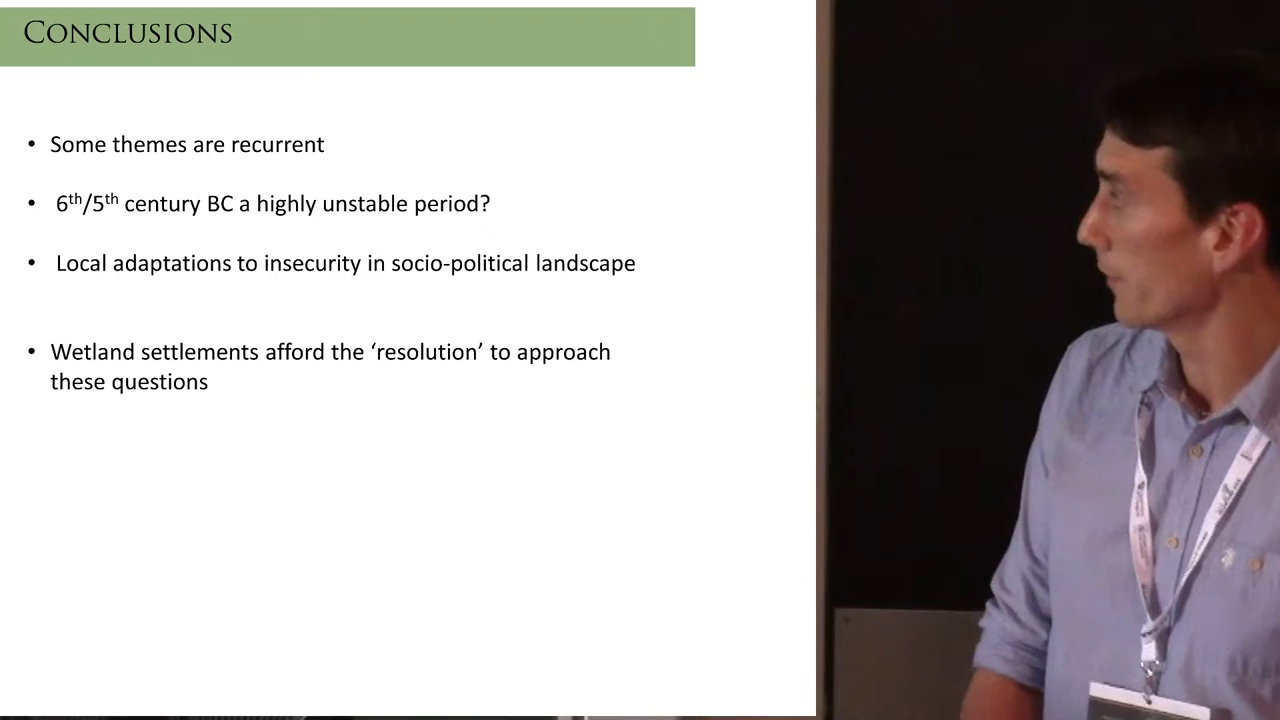 CONCLUSIONS
• Some themes are recurrent
• 6th/5th century BC a highly unstable period?
• Local adaptations to insecurity in socio-political landscape
• Wetland settlements afford the ‘resolution’ to approach
these questions